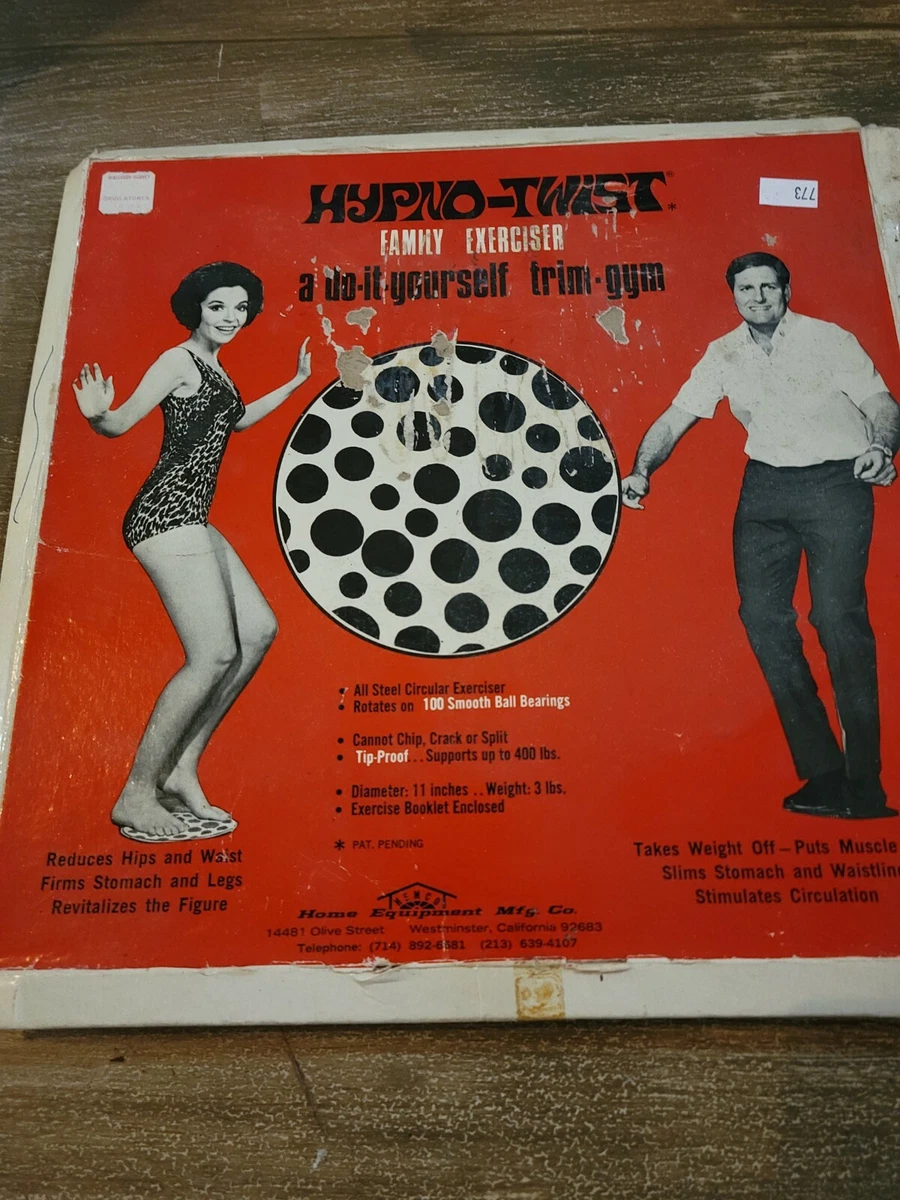 HYPNO-TWIST®*
773
FAMILY EXERCISER
a do-it-yourself trim-gym
• All Steel Circular Exerciser
• Rotates on 100 Smooth Ball Bearings
• Cannot Chip, Crack or Split
• Tip-Proof...Supports up to 400 lbs.
• Diameter: 11 inches ..Weight: 3 lbs.
• Exercise Booklet Enclosed
* PAT. PENDING
Reduces Hips and Waist
Firms Stomach and Legs
Revitalizes the Figure
Takes Weight Off—Puts Muscle
Slims Stomach and Waistline
Stimulates Circulation
HEMCO
Home Equipment Mfg. Co.
14481 Olive Street Westminster, California 92683
Telephone: (714) 892-6681 (213) 639-4107